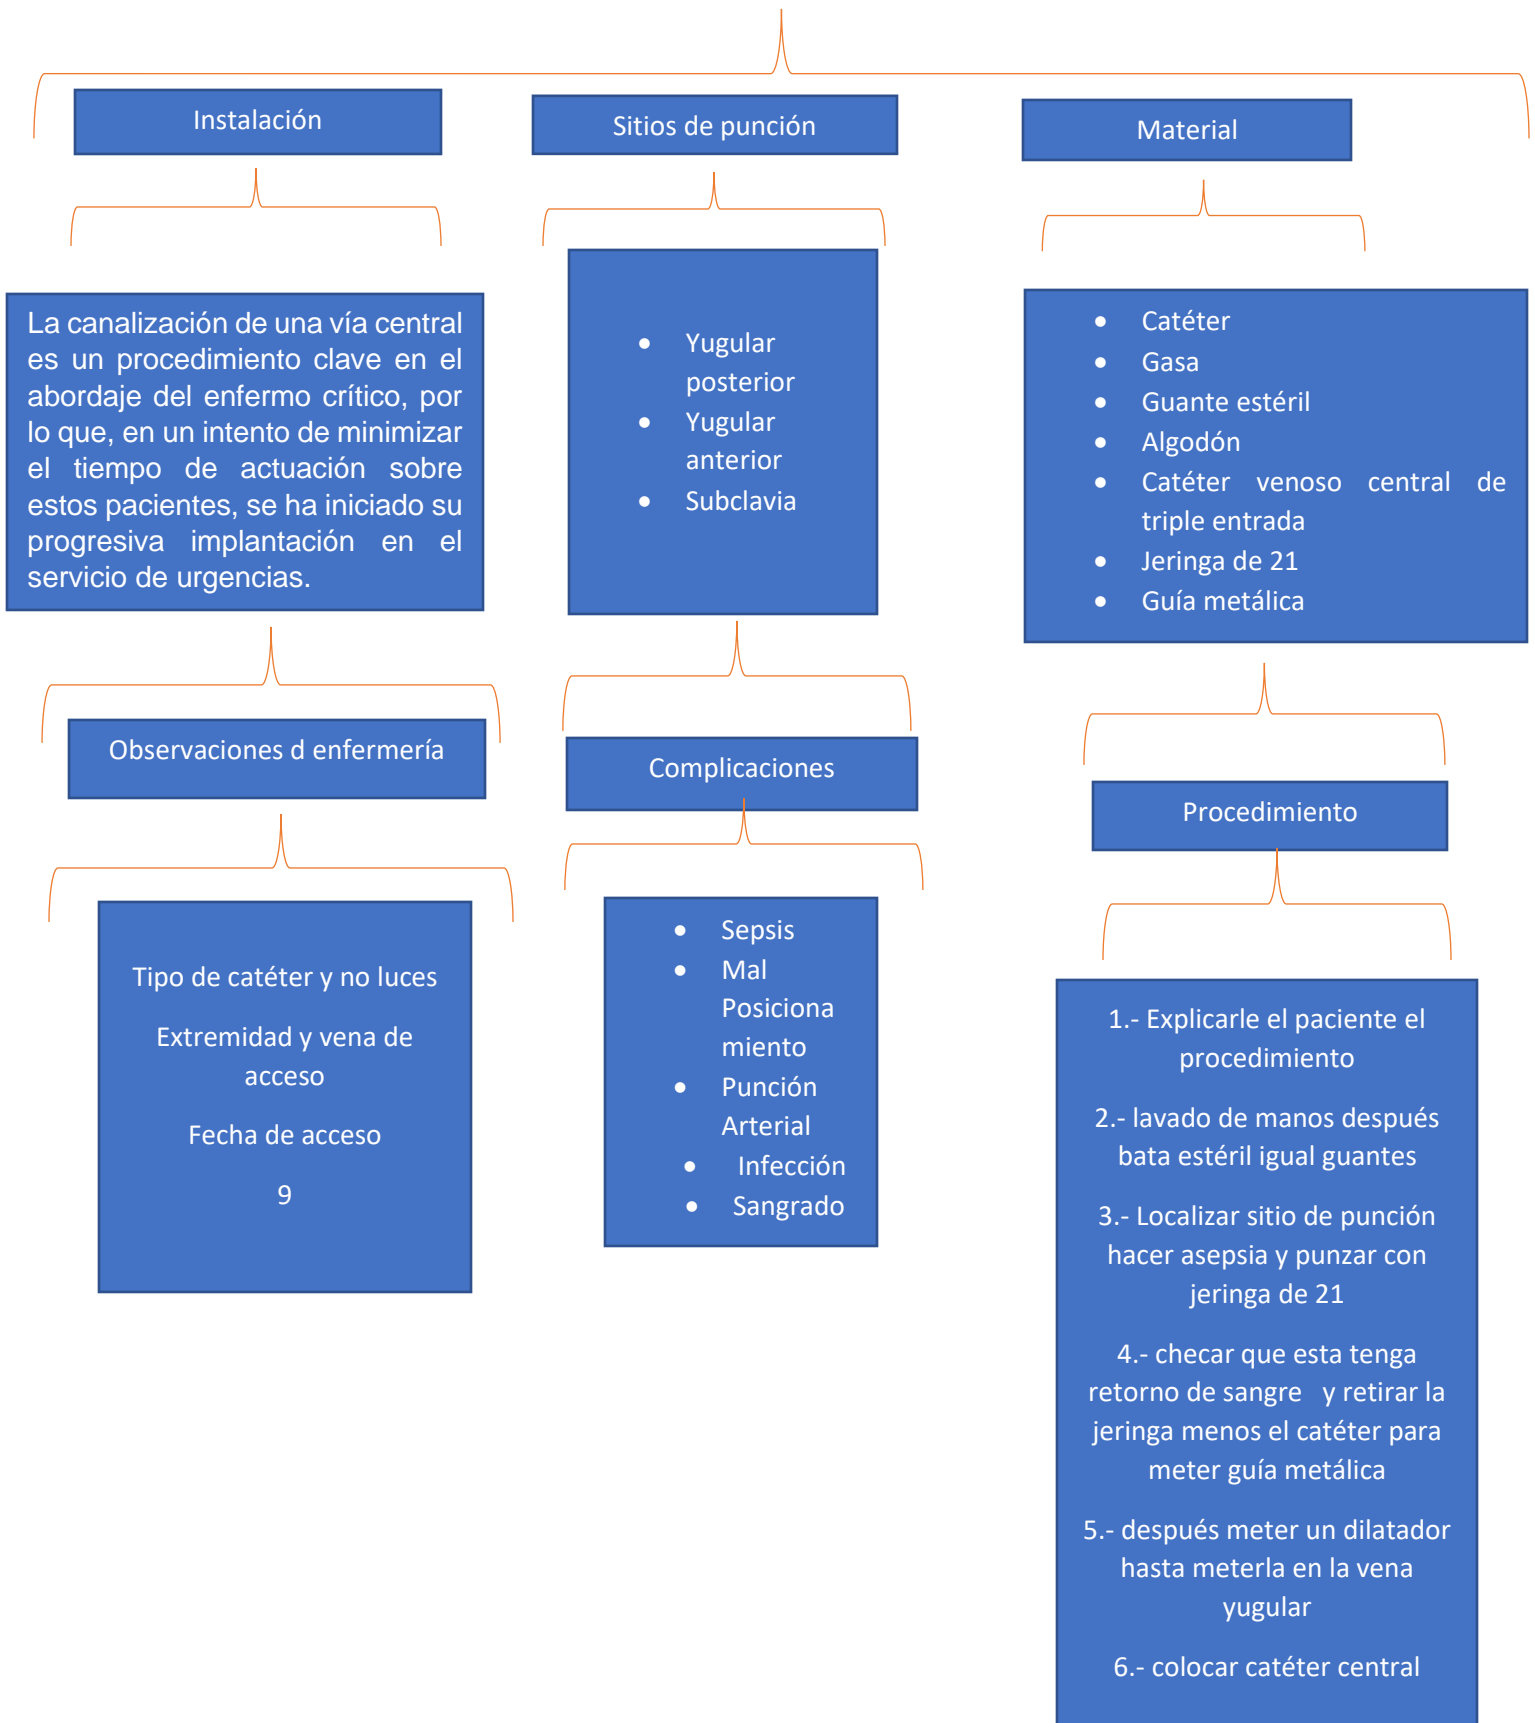 Instalación
Sitios de punción
Material
La canalización de una vía central
es un procedimiento clave en el
abordaje del enfermo crítico, por
lo que, en un intento de minimizar
el tiempo de actuación sobre
estos pacientes, se ha iniciado su
progresiva implantación en el
servicio de urgencias.
• Yugular
posterior
• Yugular
anterior
• Subclavia
• Catéter
• Gasa
• Guante estéril
• Algodón
• Catéter venoso central de
triple entrada
• Jeringa de 21
• Guía metálica
Observaciones d enfermería
Complicaciones
Procedimiento
Tipo de catéter y no luces
Extremidad y vena de
acceso
Fecha de acceso
9
• Sepsis
• Mal
Posiciona
miento
• Punción
Arterial
• Infección
• Sangrado
1.- Explicarle el paciente el
procedimiento
2.- lavado de manos después
bata estéril igual guantes
3.- Localizar sitio de punción
hacer asepsia y punzar con
jeringa de 21
4.- checar que esta tenga
retorno de sangre y retirar la
jeringa menos el catéter para
meter guía metálica
5.- después meter un dilatador
hasta meterla en la vena
yugular
6.- colocar catéter central